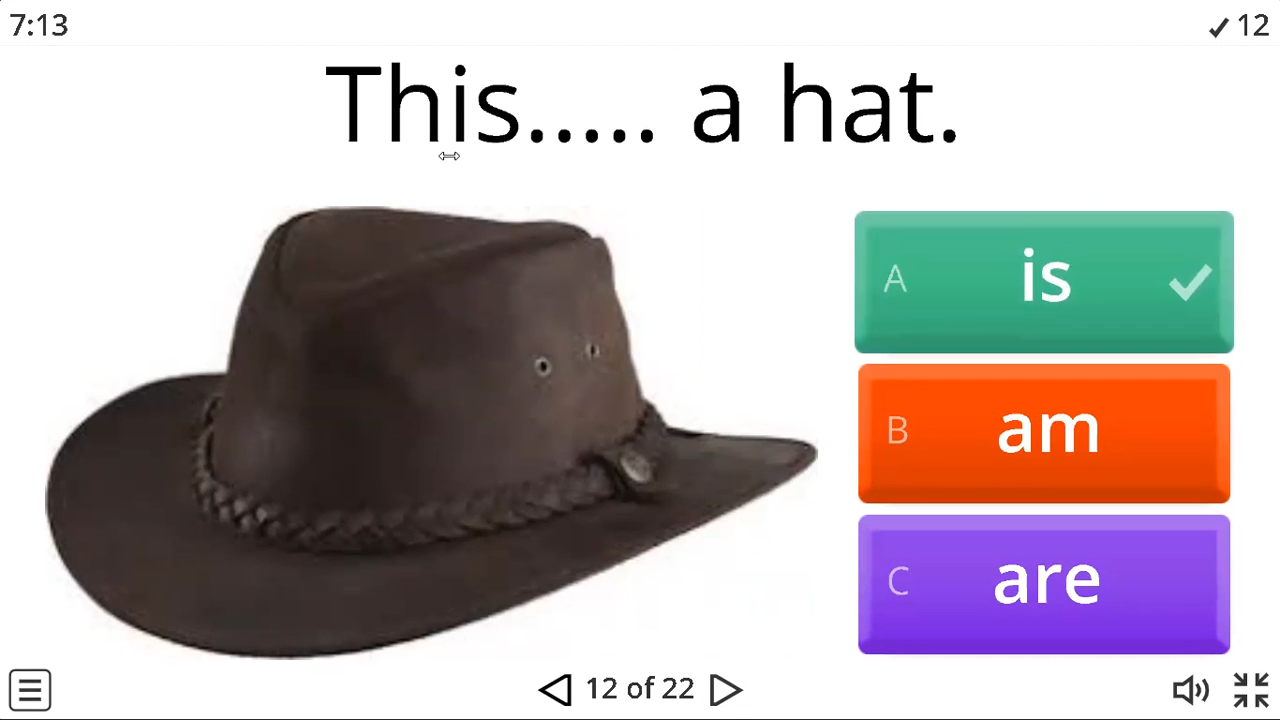 7:13
✓ 12
This..... a hat.
A is
B am
C are
12 of 22